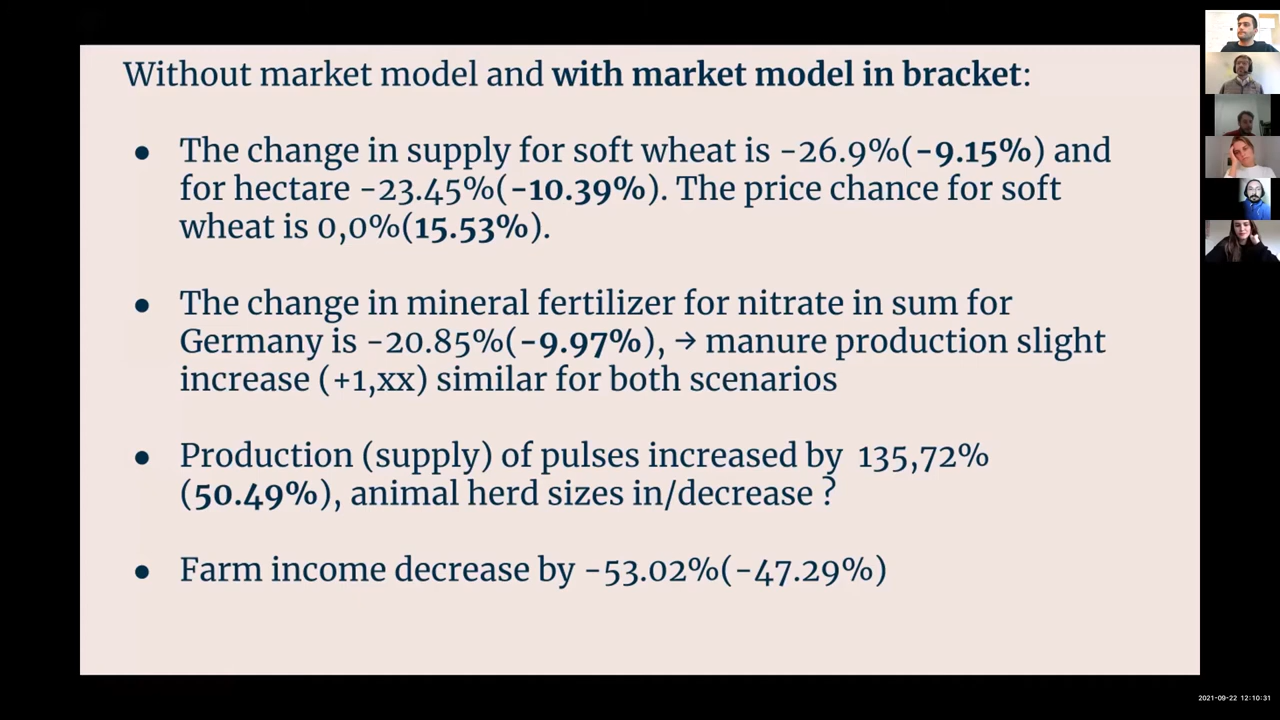 Without market model and with market model in bracket:
● The change in supply for soft wheat is -26.9%(-9.15%) and
for hectare -23.45%(-10.39%). The price chance for soft
wheat is 0,0%(15.53%).
● The change in mineral fertilizer for nitrate in sum for
Germany is -20.85%(-9.97%), → manure production slight
increase (+1,xx) similar for both scenarios
● Production (supply) of pulses increased by 135,72%
(50.49%), animal herd sizes in/decrease ?
● Farm income decrease by -53.02%(-47.29%)
2021-09-22 12:10:31